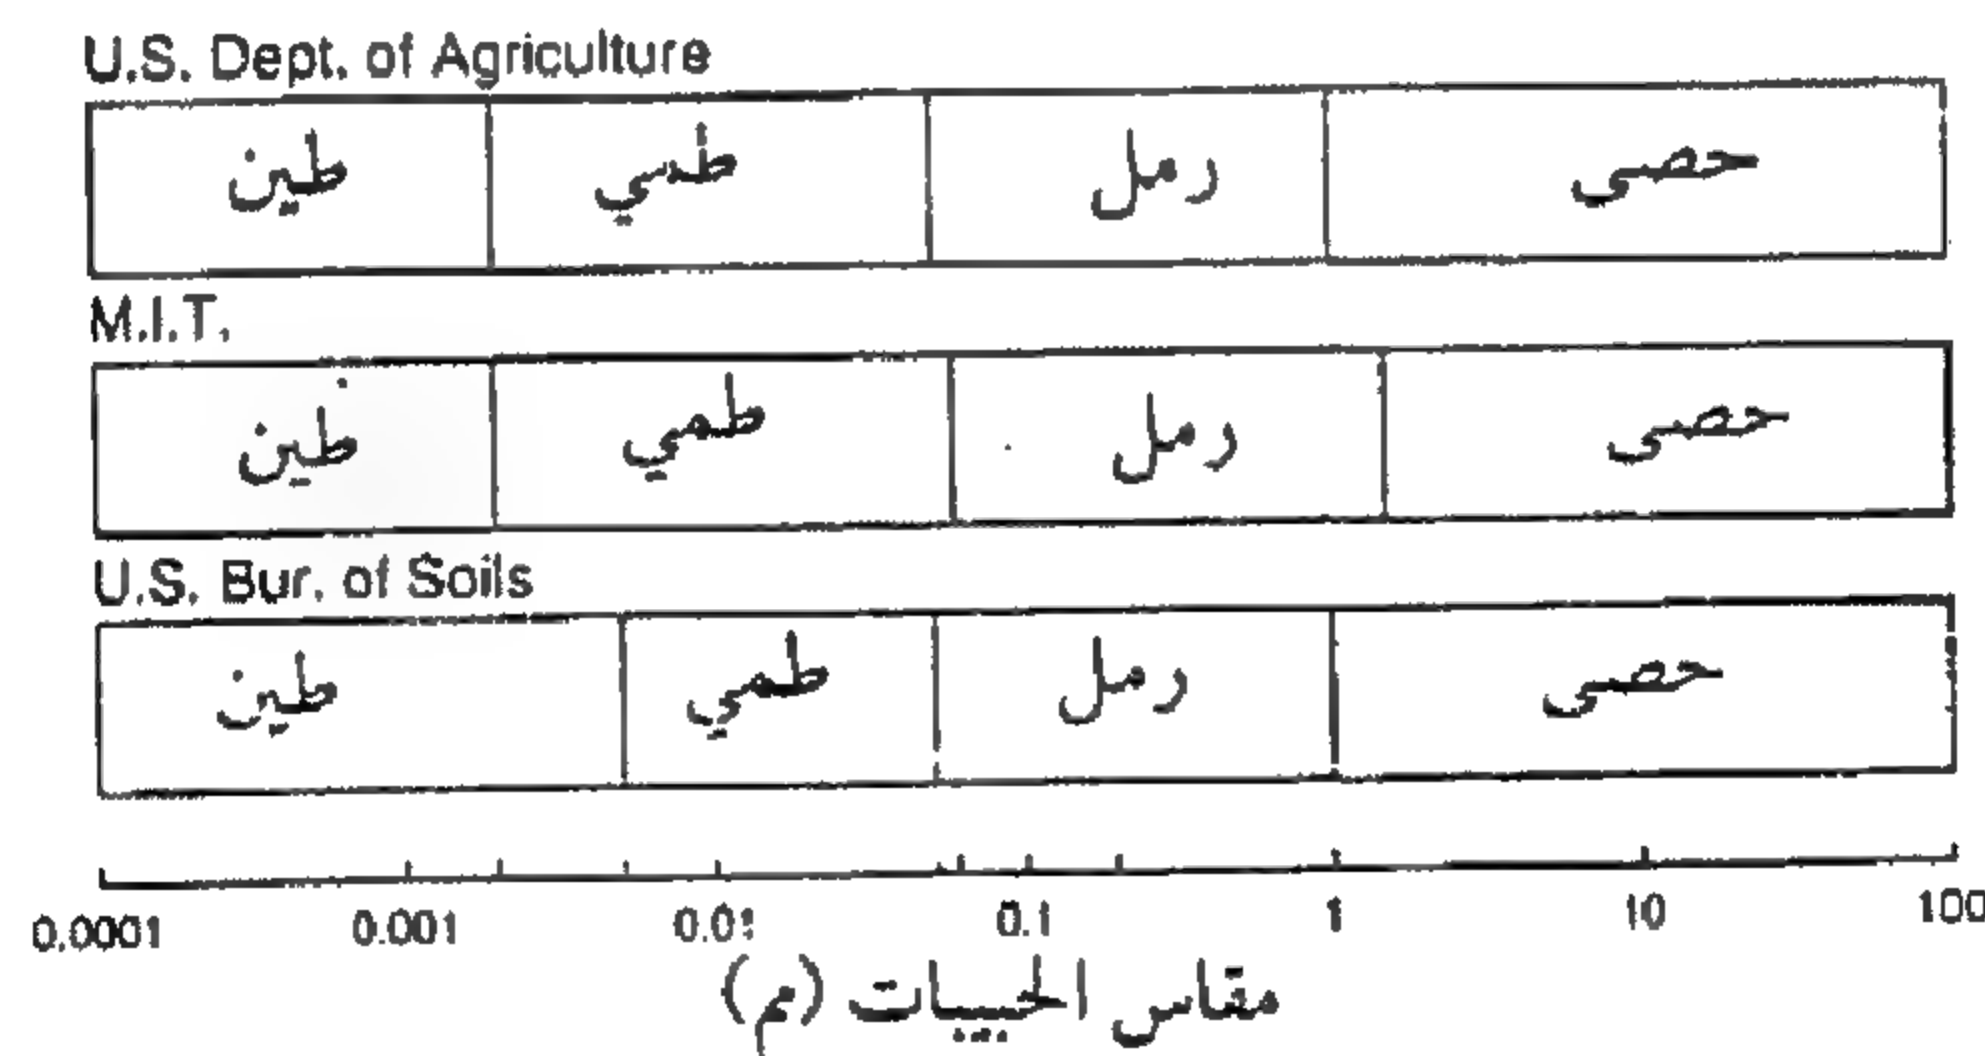 U.S. Dept. of Agriculture
حصى رمل طمي طين
M.I.T.
حصى رمل طمي طين
U.S. Bur. of Soils
حصى رمل طمي طين
0.0001 0.001 0.01 0.1 1 10 100
مقاس الحبيبات (مم)